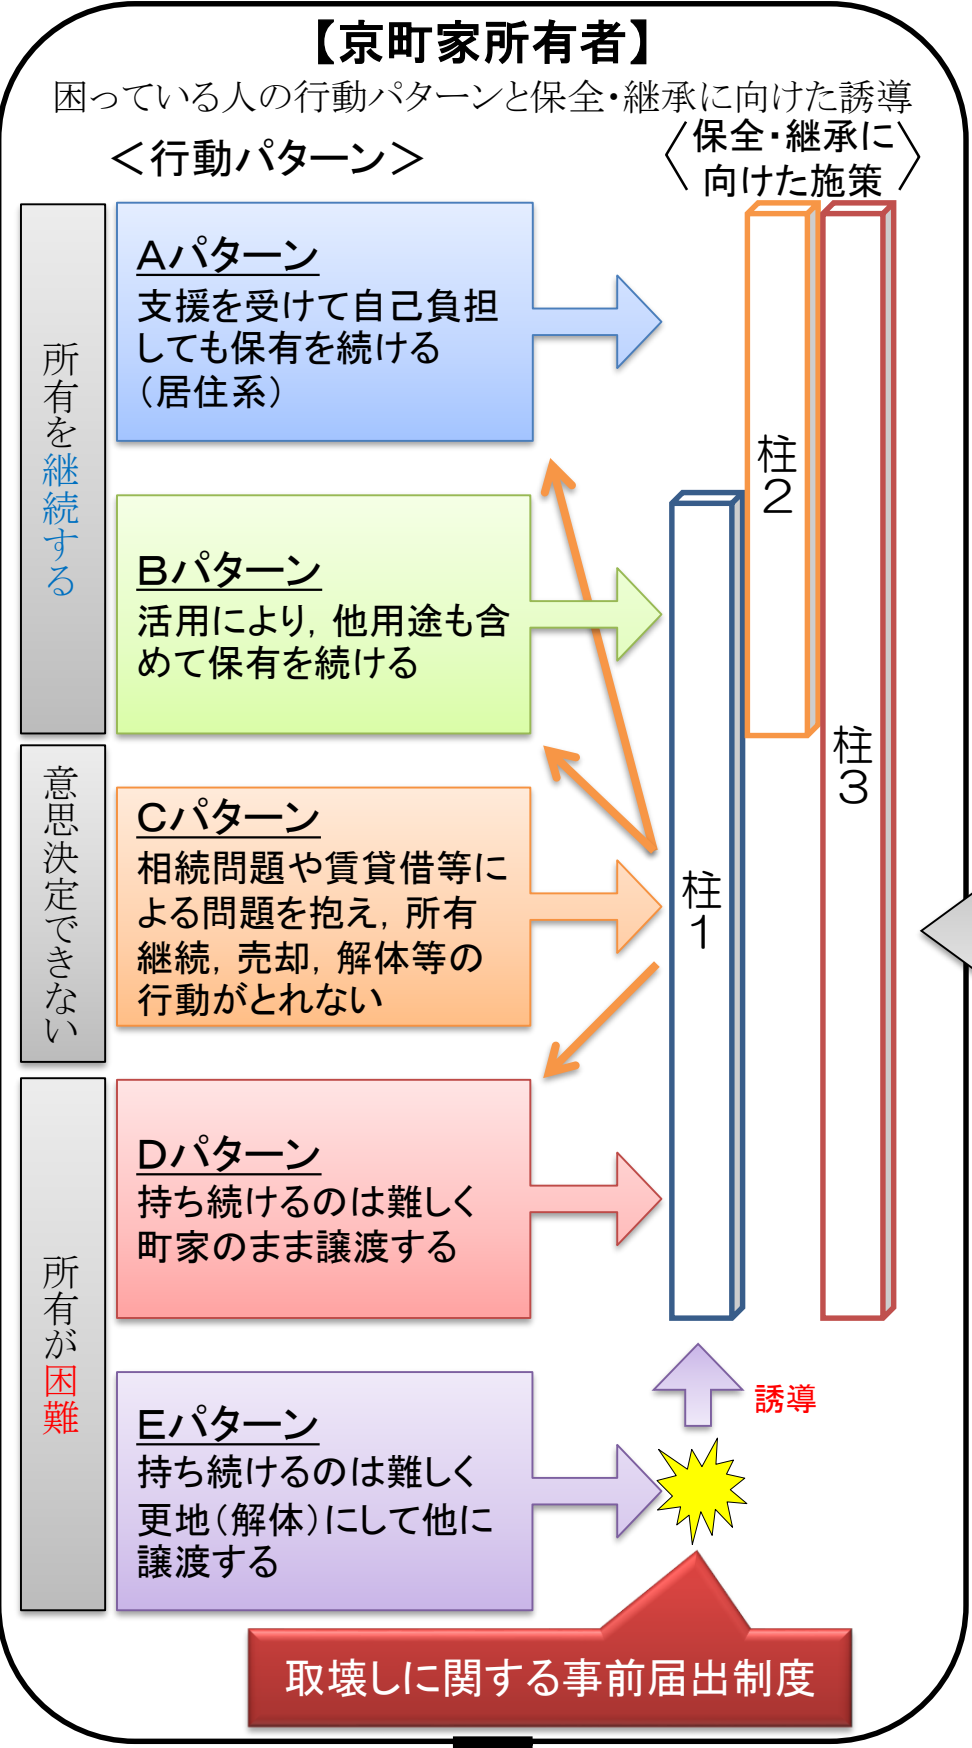 【京町家所有者】
困っている人の行動パターンと保全・継承に向けた誘導
＜行動パターン＞
〈保全・継承に
向けた施策〉
所有を継続する
Aパターン
支援を受けて自己負担
しても保有を続ける
（居住系）
Bパターン
活用により，他用途も含
めて保有を続ける
意思決定できない
Cパターン
相続問題や賃貸借等に
よる問題を抱え，所有
継続，売却，解体等の
行動がとれない
所有が困難
Dパターン
持ち続けるのは難しく
町家のまま譲渡する
Eパターン
持ち続けるのは難しく
更地（解体）にして他に
譲渡する
柱1
柱2
柱3
誘導
取壊しに関する事前届出制度